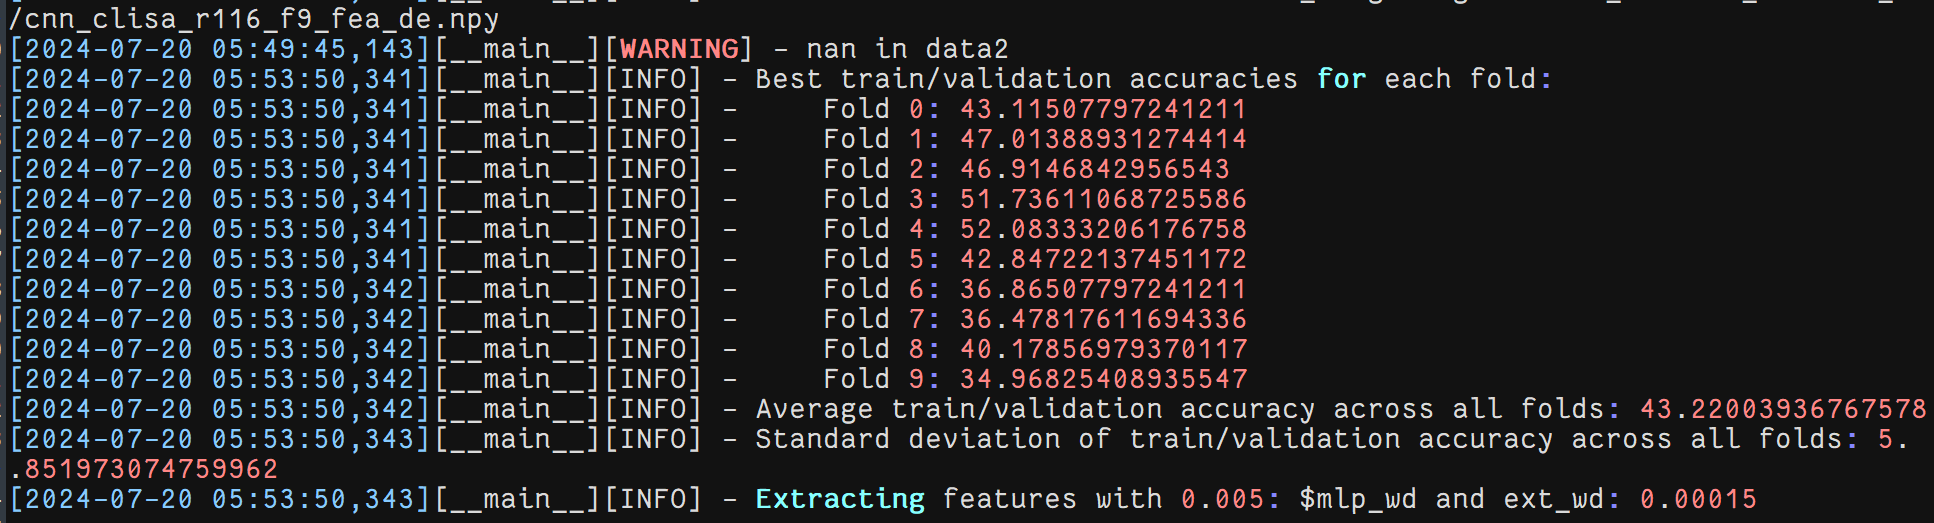 /cnn_clisa_r116_f9_fea_de.npy
[2024-07-20 05:49:45,143][__main__][WARNING] - nan in data2
[2024-07-20 05:53:50,341][__main__][INFO] - Best train/validation accuracies for each fold:
[2024-07-20 05:53:50,341][__main__][INFO] -     Fold 0: 43.11507797241211
[2024-07-20 05:53:50,341][__main__][INFO] -     Fold 1: 47.01388931274414
[2024-07-20 05:53:50,341][__main__][INFO] -     Fold 2: 46.9146842956543
[2024-07-20 05:53:50,341][__main__][INFO] -     Fold 3: 51.73611068725586
[2024-07-20 05:53:50,341][__main__][INFO] -     Fold 4: 52.08333206176758
[2024-07-20 05:53:50,341][__main__][INFO] -     Fold 5: 42.84722137451172
[2024-07-20 05:53:50,342][__main__][INFO] -     Fold 6: 36.86507797241211
[2024-07-20 05:53:50,342][__main__][INFO] -     Fold 7: 36.47817611694336
[2024-07-20 05:53:50,342][__main__][INFO] -     Fold 8: 40.17856979370117
[2024-07-20 05:53:50,342][__main__][INFO] -     Fold 9: 34.96825408935547
[2024-07-20 05:53:50,342][__main__][INFO] - Average train/validation accuracy across all folds: 43.22003936767578
[2024-07-20 05:53:50,343][__main__][INFO] - Standard deviation of train/validation accuracy across all folds: 5.
.851973074759962
[2024-07-20 05:53:50,343][__main__][INFO] - Extracting features with 0.005: $mlp_wd and ext_wd: 0.00015